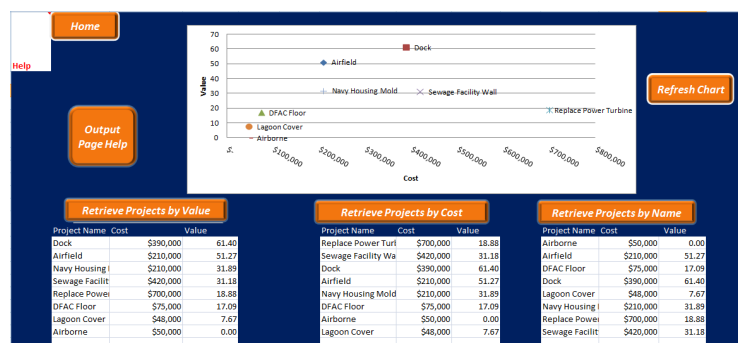 Home
Help
Output
Page Help
Refresh Chart
70
60
50
40
30
20
10
0
Value
Dock
Airfield
Navy Housing Mold
Sewage Facility Wall
Replace Power Turbine
DFAC Floor
Lagoon Cover
Airborne
$- $100,000 $200,000 $300,000 $400,000 $500,000 $600,000 $700,000 $800,000
Cost
Retrieve Projects by Value
Project Name Cost Value
Dock $390,000 61.40
Airfield $210,000 51.27
Navy Housing $210,000 31.89
Sewage Facilit $420,000 31.18
Replace Power $700,000 18.88
DFAC Floor $75,000 17.09
Lagoon Cover $48,000 7.67
Airborne $50,000 0.00
Retrieve Projects by Cost
Project Name Cost Value
Replace Power Turl $700,000 18.88
Sewage Facility Wa $420,000 31.18
Dock $390,000 61.40
Airfield $210,000 51.27
Navy Housing Mold $210,000 31.89
DFAC Floor $75,000 17.09
Airborne $50,000 0.00
Lagoon Cover $48,000 7.67
Retrieve Projects by Name
Project Name Cost Value
Airborne $50,000 0.00
Airfield $210,000 51.27
DFAC Floor $75,000 17.09
Dock $390,000 61.40
Lagoon Cover $48,000 7.67
Navy Housing $210,000 31.89
Replace Power $700,000 18.88
Sewage Facilit $420,000 31.18